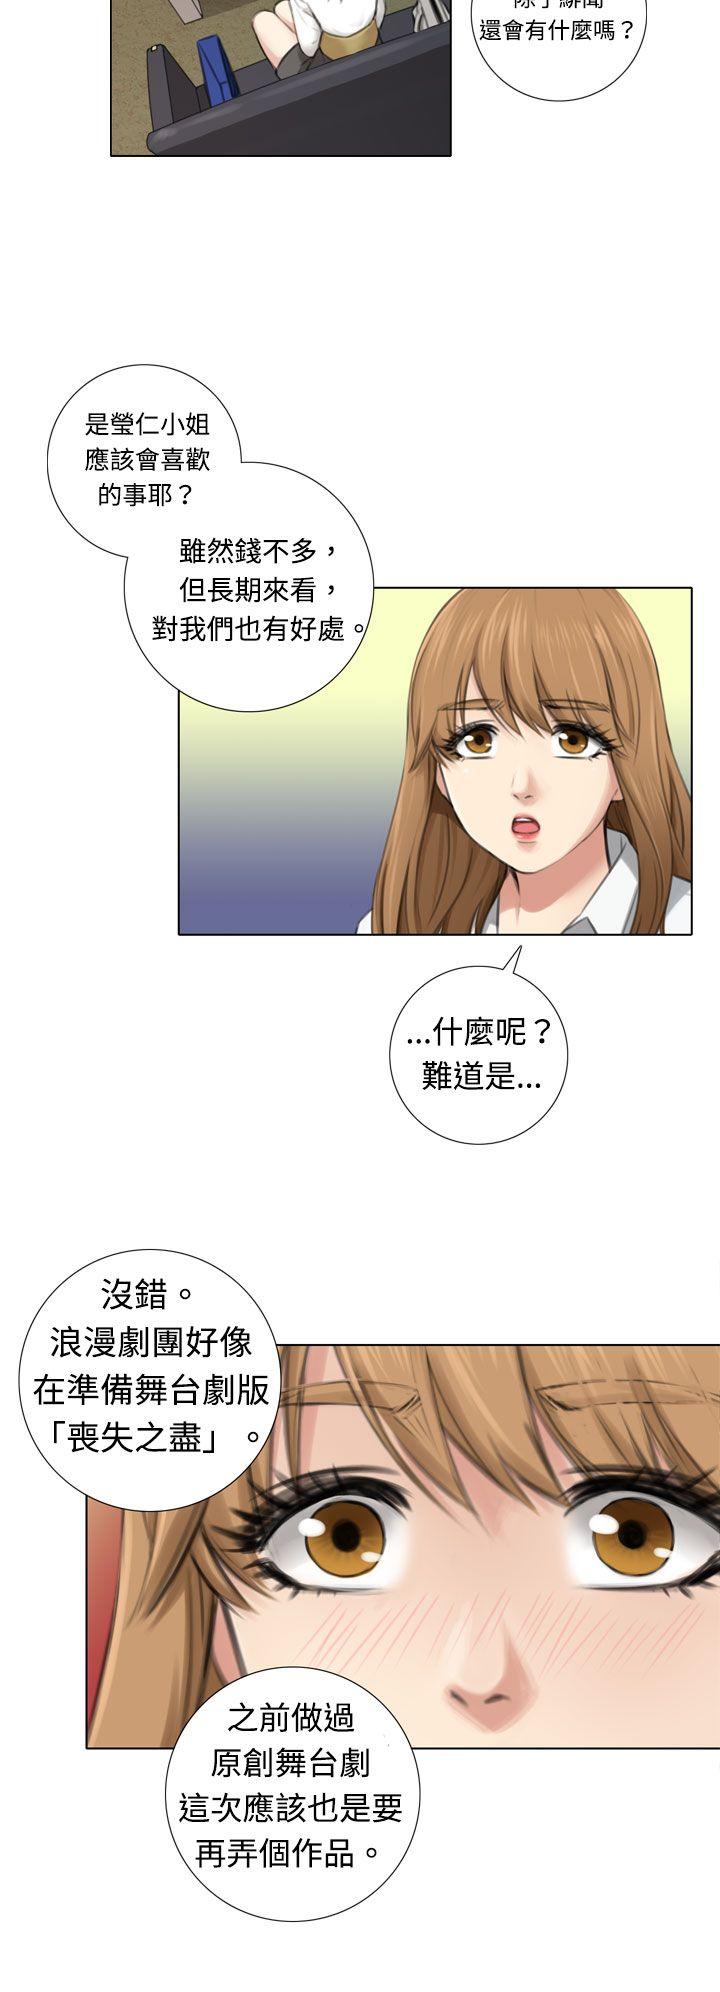 還會有什麼嗎？
是瑩仁小姐
應該會喜歡
的事耶？
雖然錢不多，
但長期來看，
對我們也有好處。
...什麼呢？
難道是...
沒錯。
浪漫劇團好像
在準備舞台劇版
「喪失之盡」。
之前做過
原創舞台劇
這次應該也是要
再弄個作品。